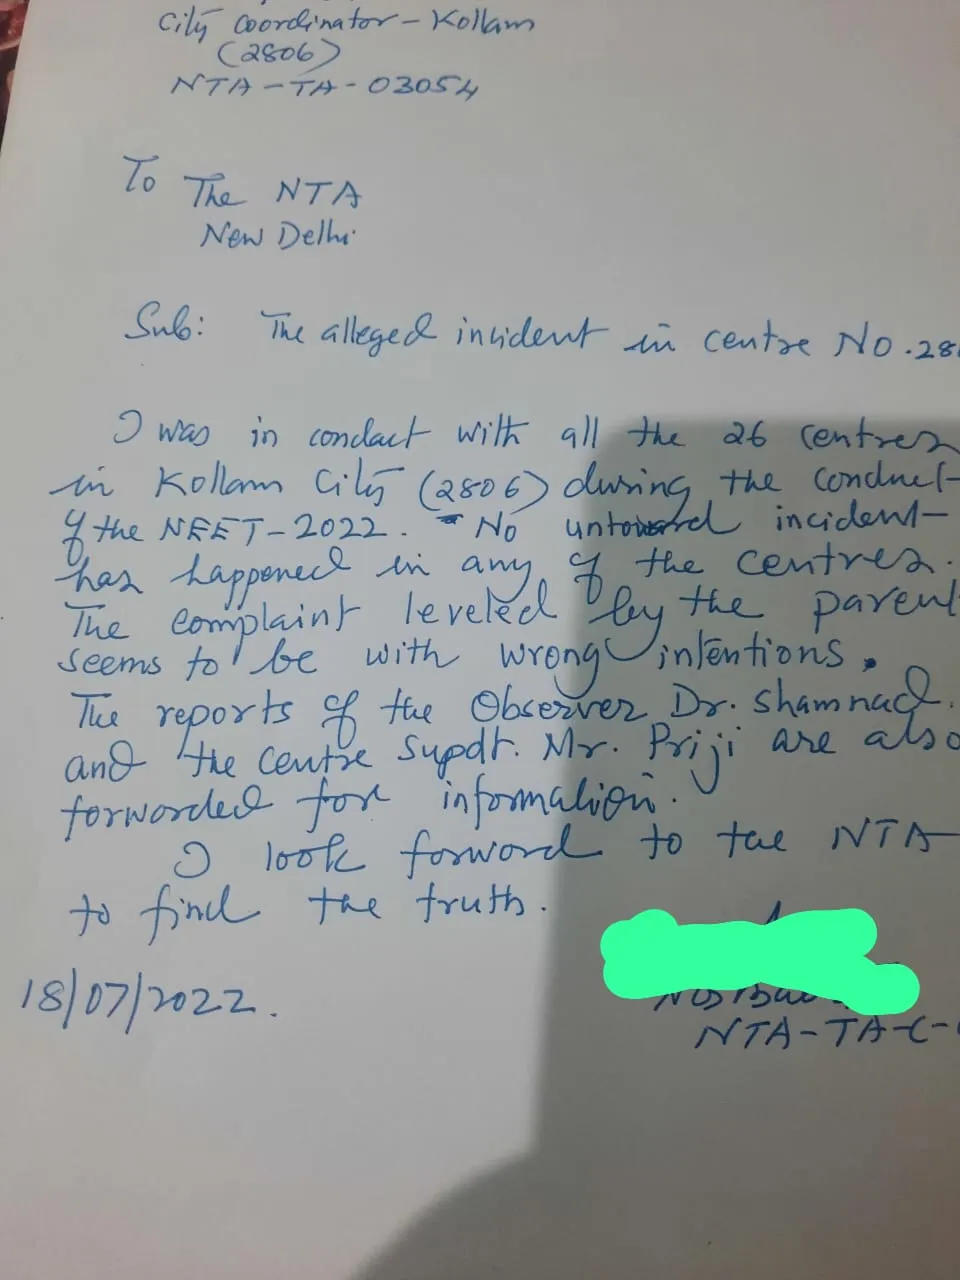 City Coordinator - Kollam
(2806)
NTA - TA - 03054
To
The NTA
New Delhi
Sub: The alleged incident in centre No. 28
I was in conduct with all the 26 centres
in Kollam City (2806) during the conduct
of the NEET-2022. No untoward incident
has happened in any of the centres.
The complaint leveled by the parent
seems to be with wrong intentions.
The reports of the Observer Dr. Shamnad.
and the Centre Supdt. Mr. Priji are also
forworded for information.
I look forword to the NTA
to find the truth.
18/07/2022.
NTA-TA-C-